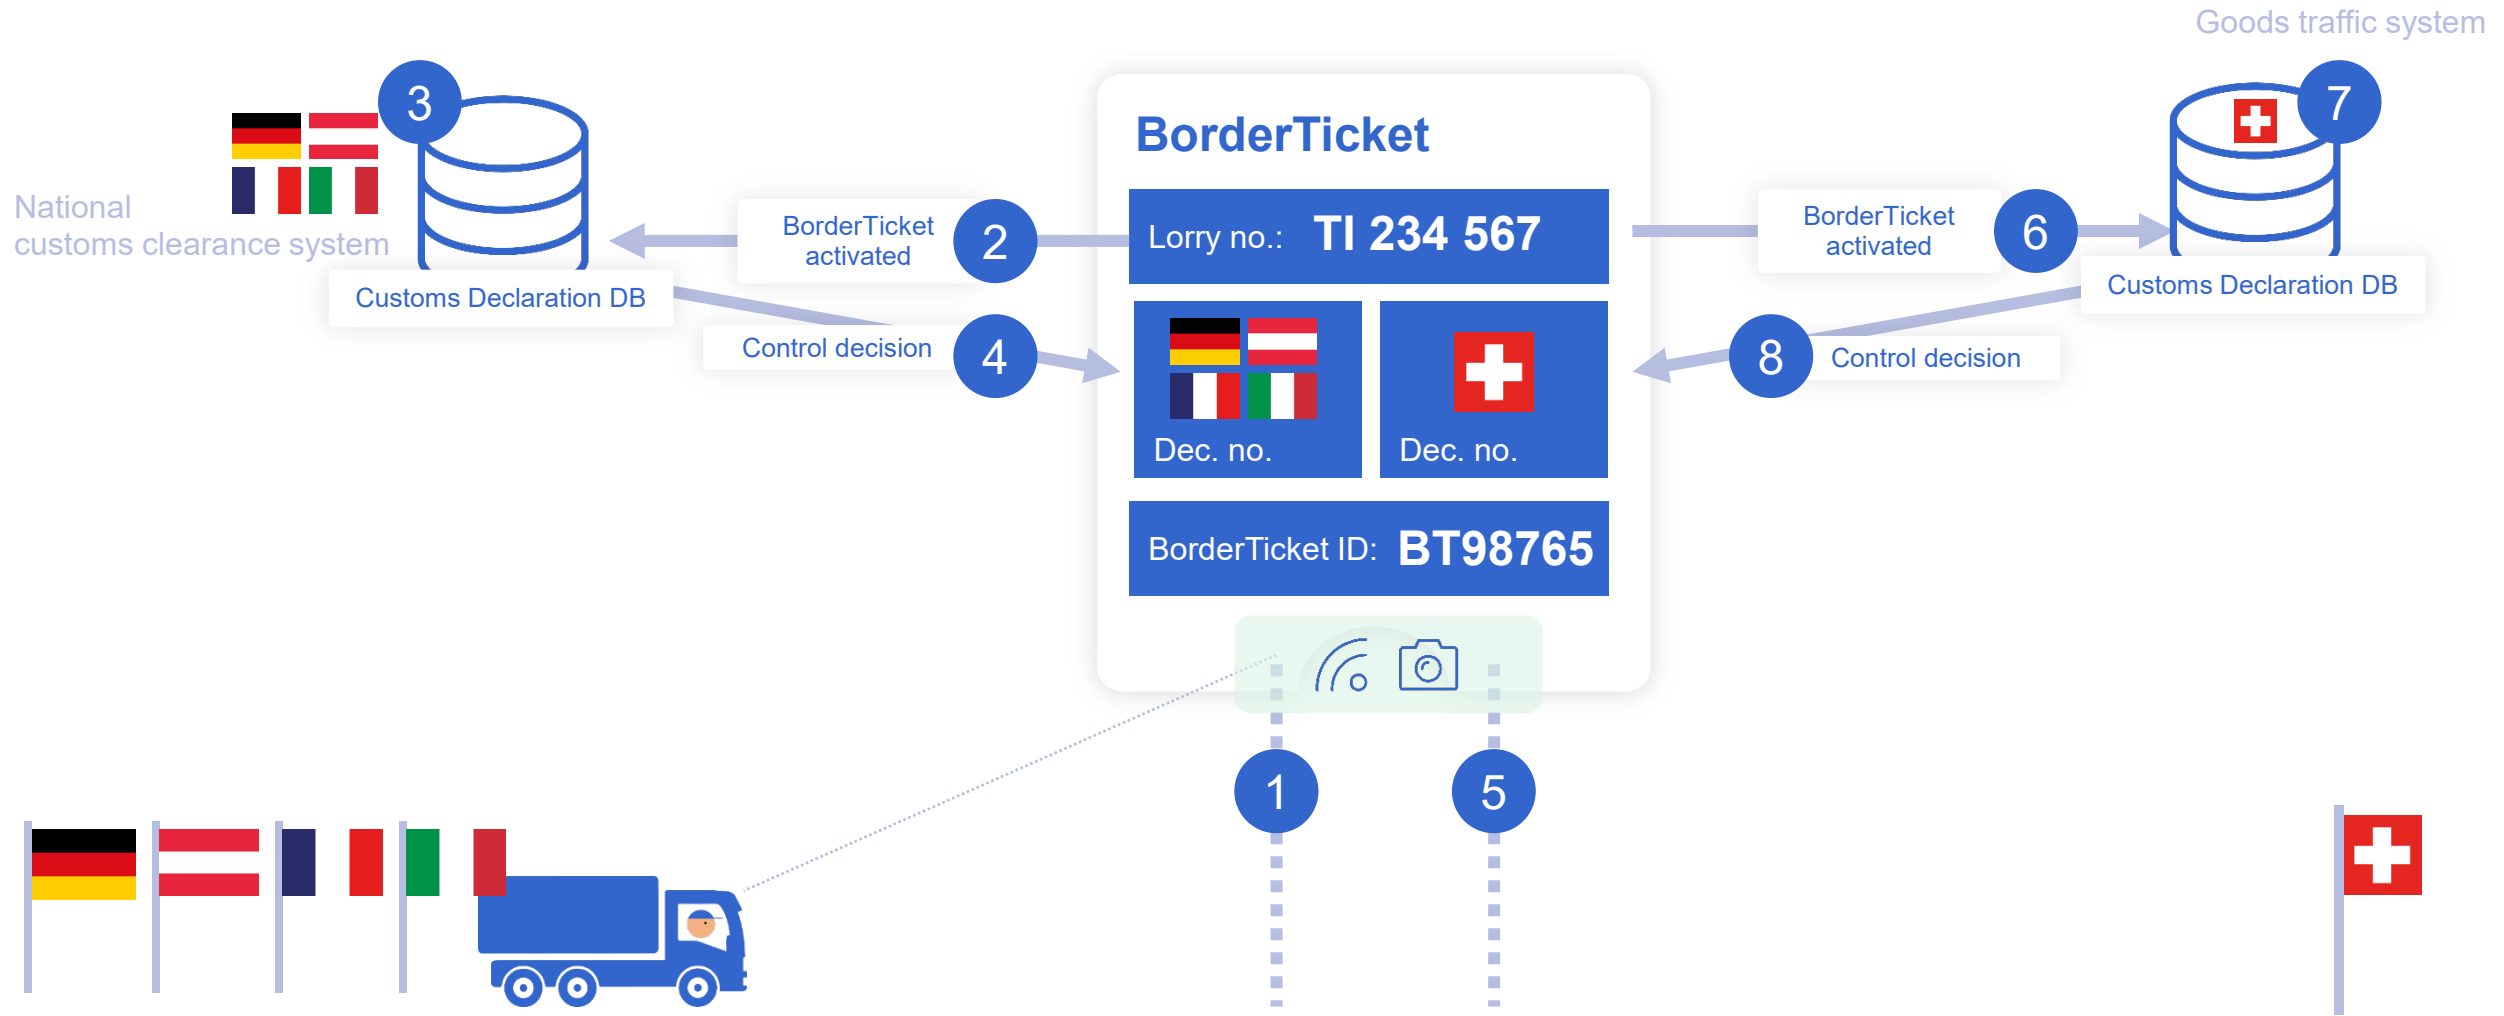 Goods traffic system
3
7
National
customs clearance system
BorderTicket
activated
2
Customs Declaration DB
Control decision
4
BorderTicket
Lorry no.: TI 234 567
Dec. no.
Dec. no.
BorderTicket ID: BT98765
BorderTicket
activated
6
Customs Declaration DB
8
Control decision
1
5